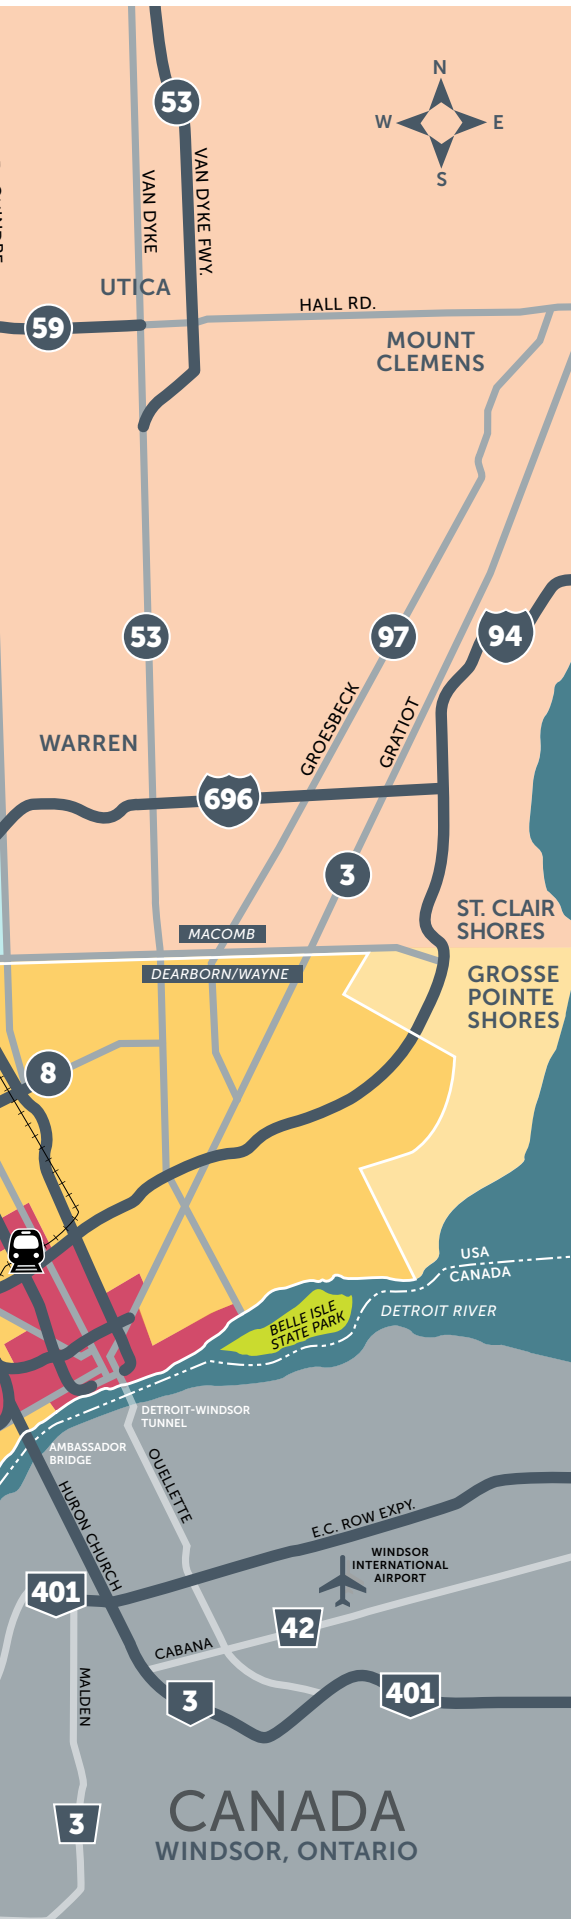 N
53
W
E
S
VAN DYKE
VAN DYKE FWY.
UTICA
HALL RD.
59
MOUNT
CLEMENS
53
97
94
GROESBECK
GRATIOT
WARREN
696
3
ST. CLAIR
SHORES
MACOMB
DEARBORN/WAYNE
GROSSE
POINTE
SHORES
8
USA
CANADA
DETROIT RIVER
BELLE ISLE
STATE PARK
DETROIT-WINDSOR
TUNNEL
AMBASSADOR
BRIDGE
OUELLETTE
HURON CHURCH
E.C. ROW EXPY.
WINDSOR
INTERNATIONAL
AIRPORT
401
42
CABANA
MALDEN
3
401
3
CANADA
WINDSOR, ONTARIO